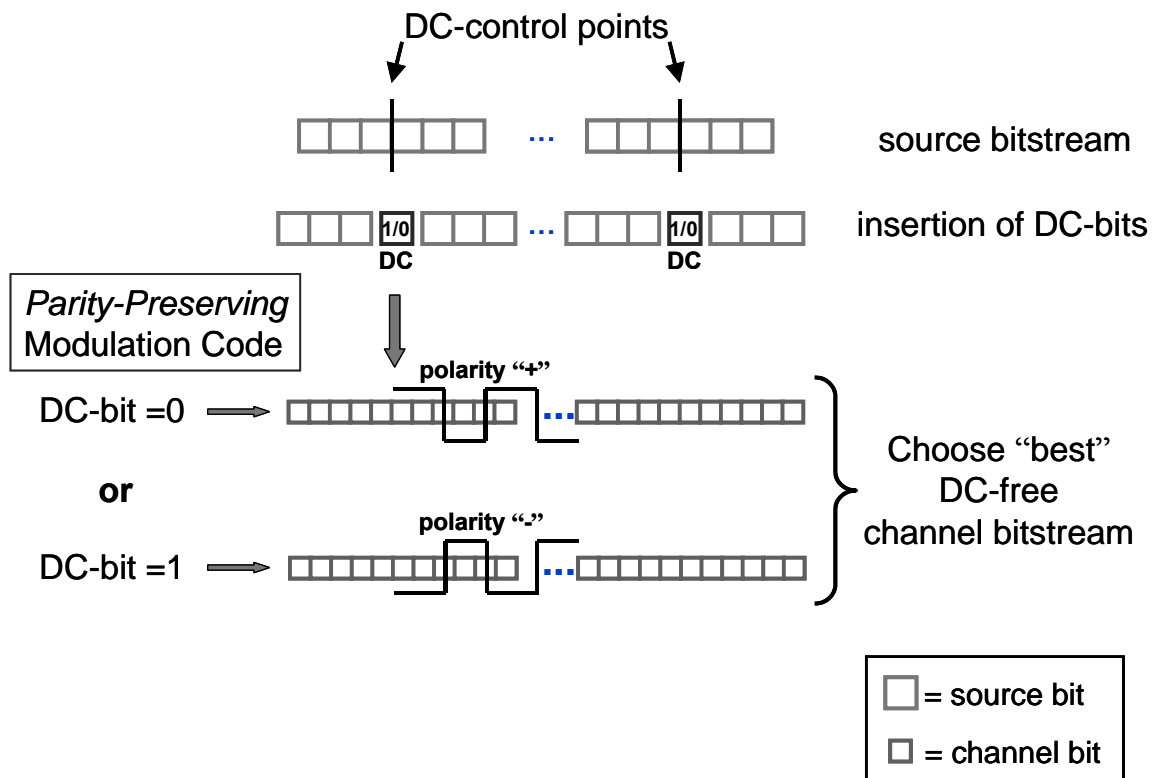 DC-control points
...
source bitstream
1/0
...
1/0
insertion of DC-bits
DC
DC
Parity-Preserving
Modulation Code
polarity “+”
DC-bit =0
...
or
Choose “best”
DC-free
channel bitstream
polarity “-”
DC-bit =1
...
= source bit
= channel bit